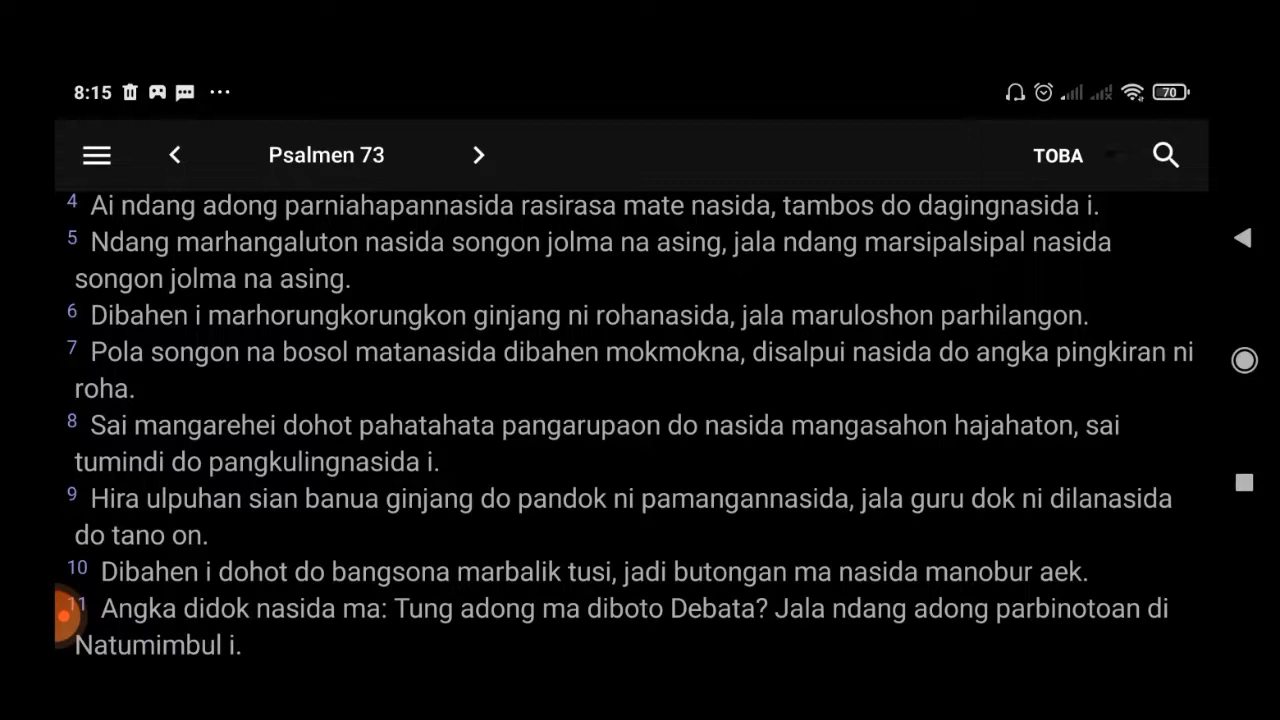 8:15 ...
70
Psalmen 73
TOBA
4 Ai ndang adong parniahapannasida rasirasa mate nasida, tambos do dagingnasida i.
5 Ndang marhangaluton nasida songon jolma na asing, jala ndang marsipalsipal nasida
songon jolma na asing.
6 Dibahen i marhorungkorungkon ginjang ni rohanasida, jala maruloshon parhilangon.
7 Pola songon na bosol matanasida dibahen mokmokna, disalpui nasida do angka pingkiran ni
roha.
8 Sai mangarehei dohot pahatahata pangarupaon do nasida mangasahon hajahaton, sai
tumindi do pangkulingnasida i.
9 Hira ulpuhan sian banua ginjang do pandok ni pamangannasida, jala guru dok ni dilanasida
do tano on.
10 Dibahen i dohot do bangsona marbalik tusi, jadi butongan ma nasida manobur aek.
11 Angka didok nasida ma: Tung adong ma diboto Debata? Jala ndang adong parbinotoan di
Natumimbul i.